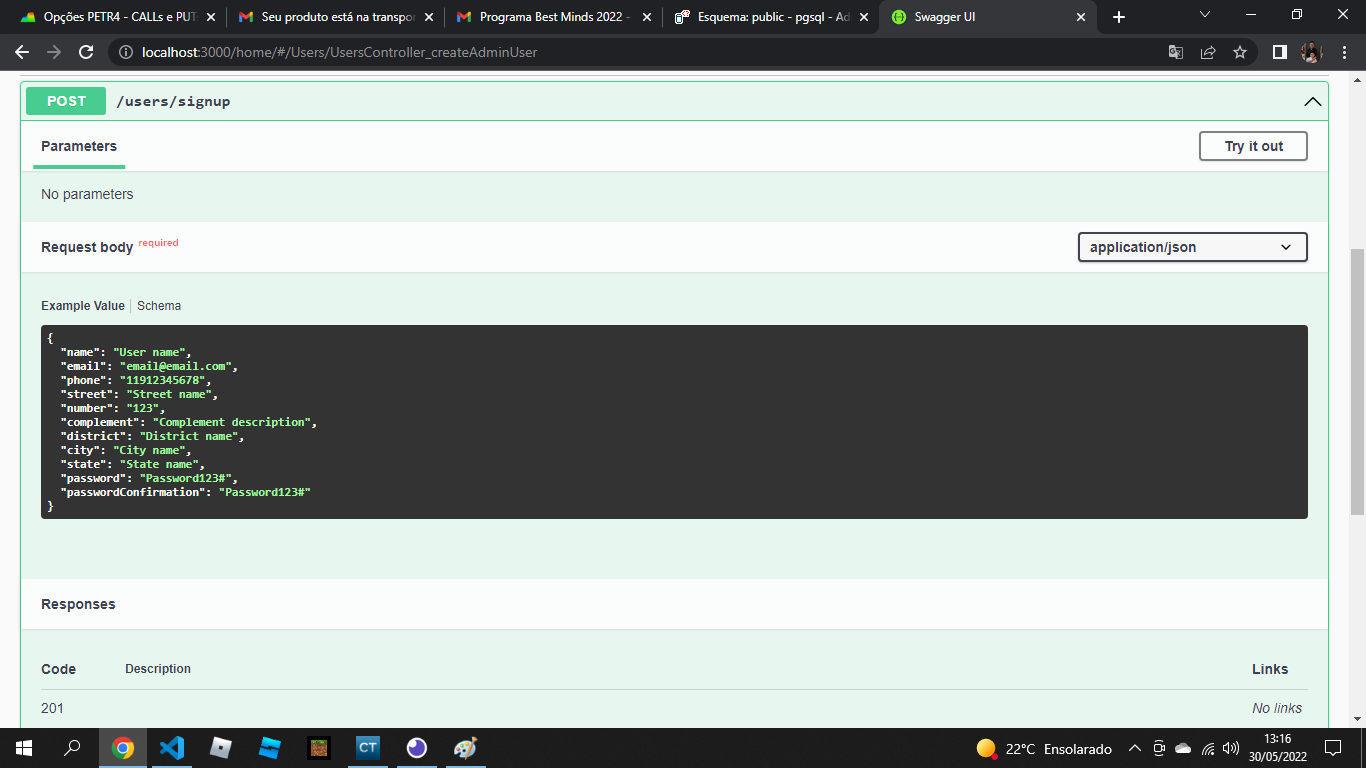 Opções PETR4 - CALLs e PUT
Seu produto está na transpor
Programa Best Minds 2022 -
Esquema: public - pgsql - Ad
Swagger UI
localhost:3000/home/#/Users/UsersController_createAdminUser
POST /users/signup
Parameters
Try it out
No parameters
Request body required
application/json
Example Value Schema
{
"name": "User name",
"email": "email@email.com",
"phone": "11912345678",
"street": "Street name",
"number": "123",
"complement": "Complement description",
"district": "District name",
"city": "City name",
"state": "State name",
"password": "Password123#",
"passwordConfirmation": "Password123#"
}
Responses
Code Description Links
201 No links
CT
22°C Ensolarado
13:16
30/05/2022